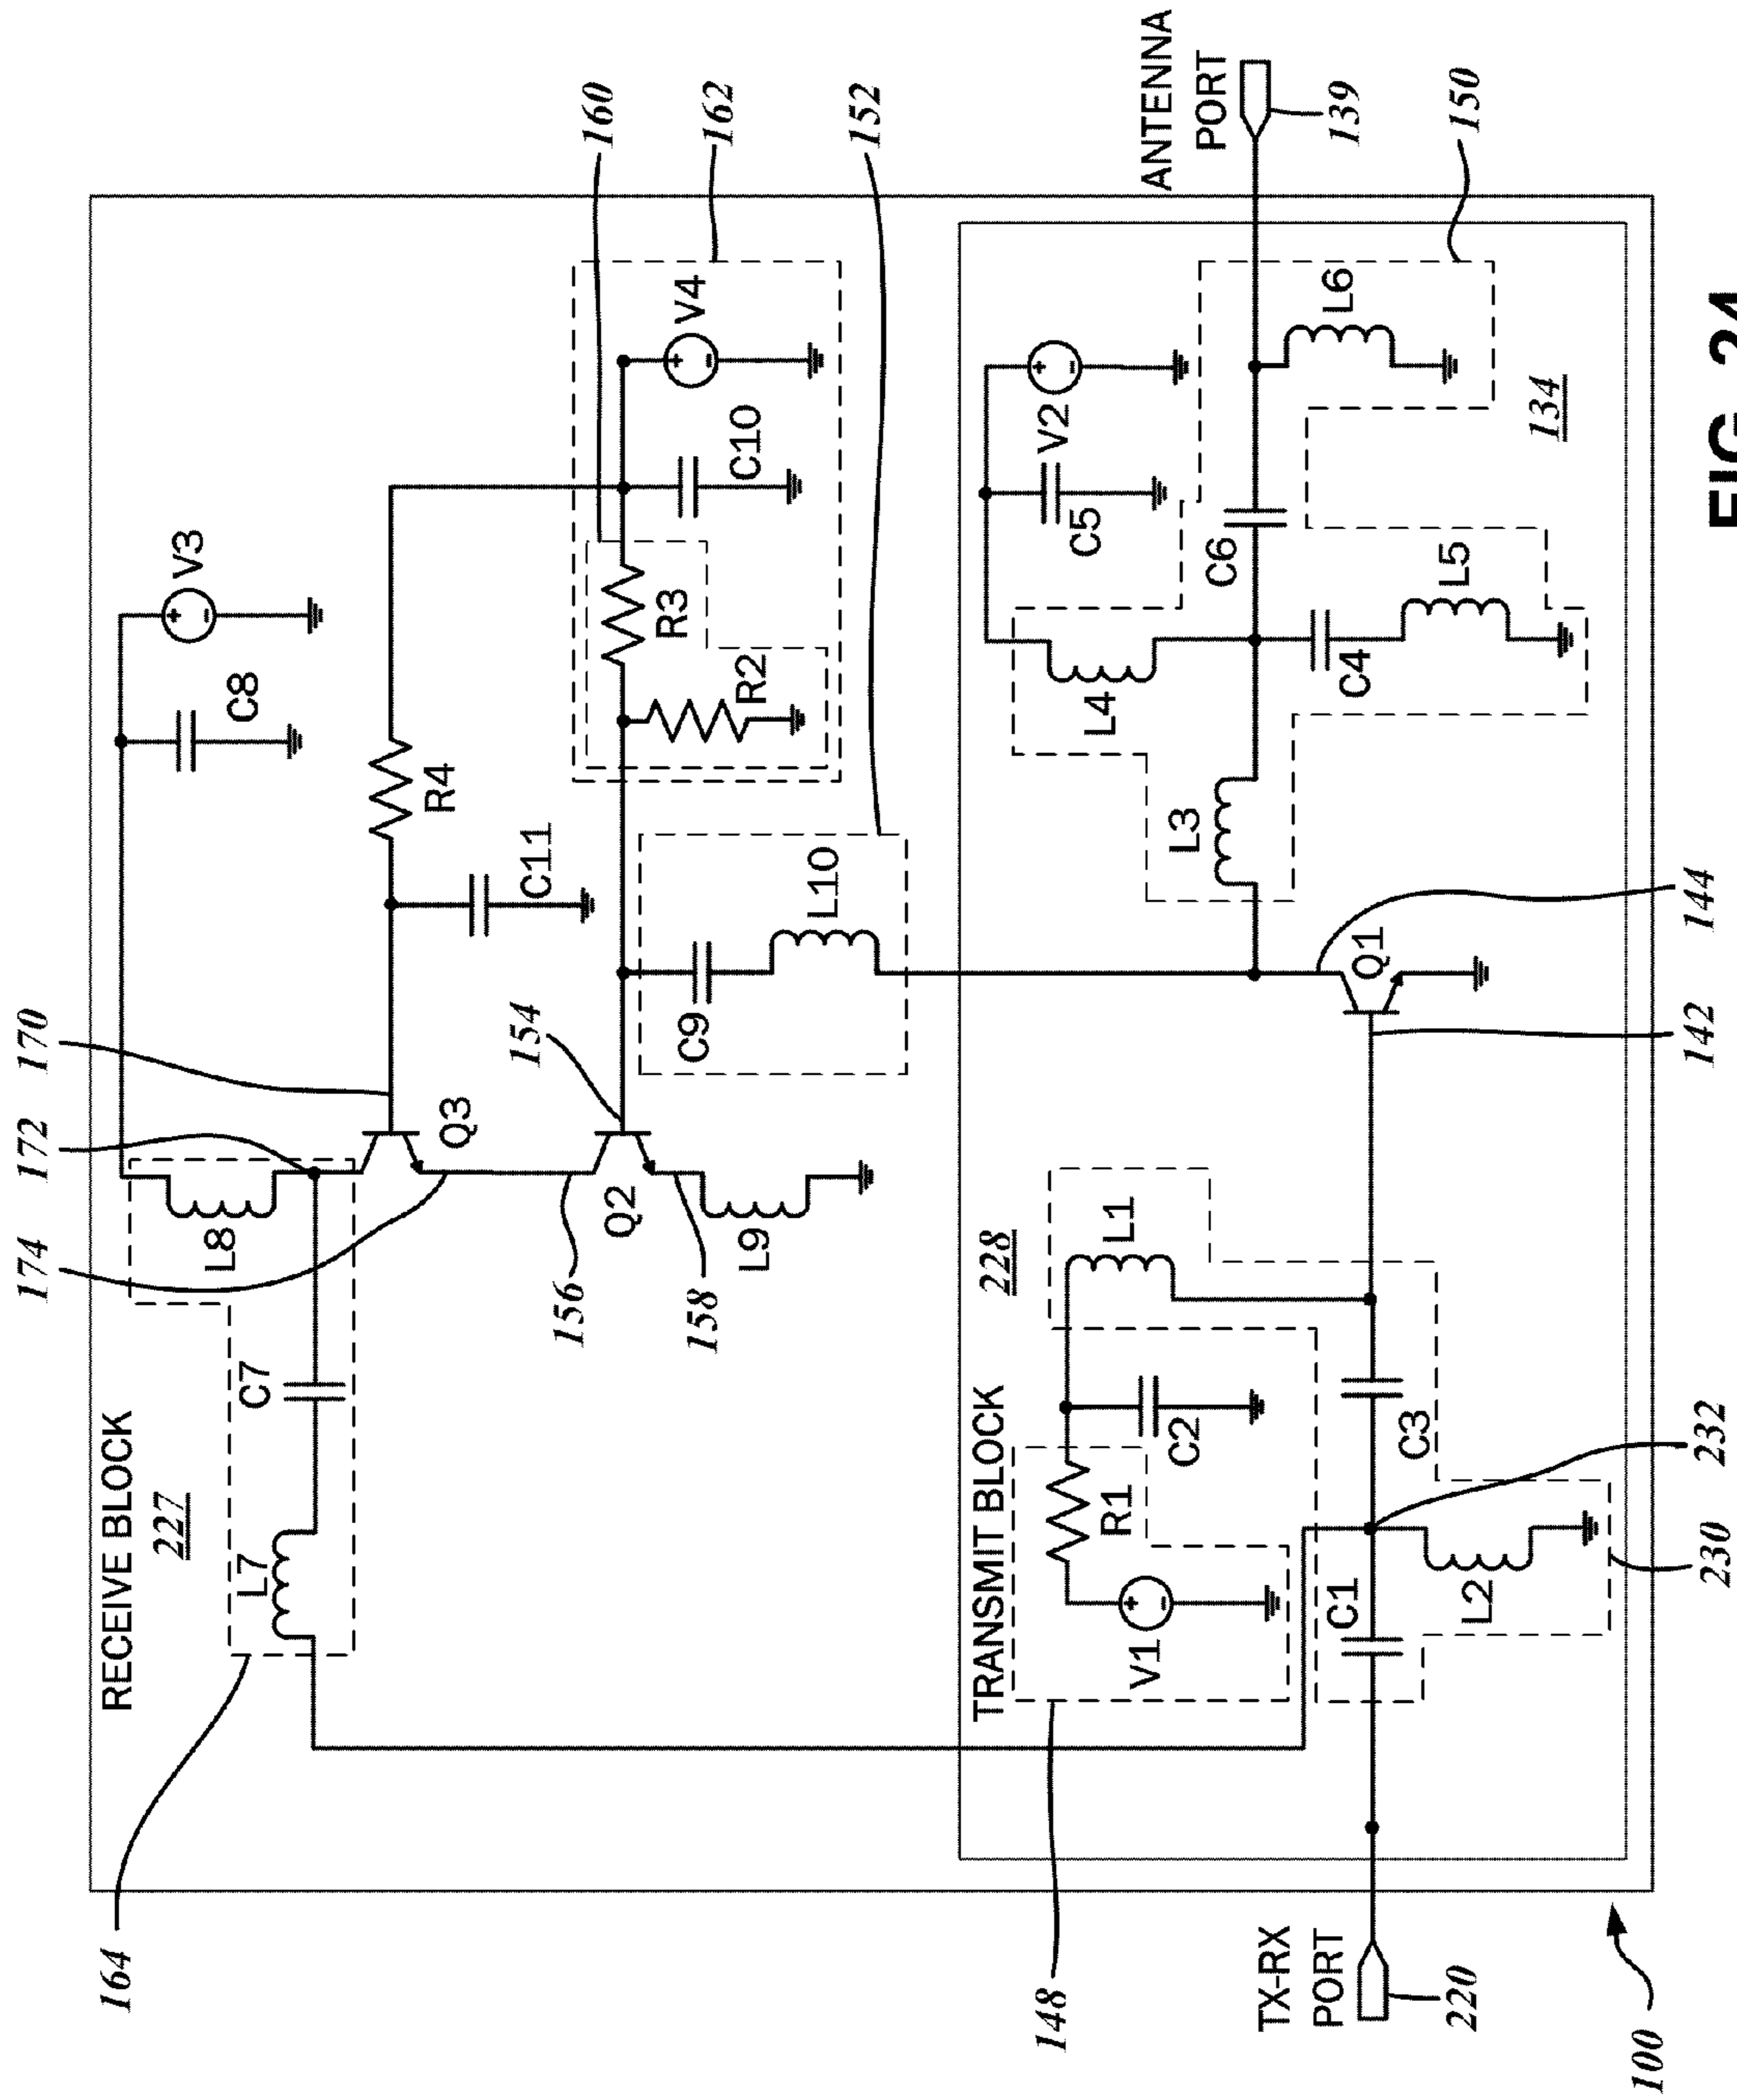 RECEIVE BLOCK
227
164
174
172
170
L7
C7
L8
Q3
C8
V3
R4
C11
154
156
Q2
158
L9
C9
L10
R2
R3
C10
V4
160
162
152
TRANSMIT BLOCK
228
148
V1
R1
C2
L1
C1
L2
C3
232
230
142
144
Q1
L3
L4
C5
V2
C6
C4
L5
L6
134
150
ANTENNA
PORT
139
TX-RX
PORT
220
100
FIG. 24